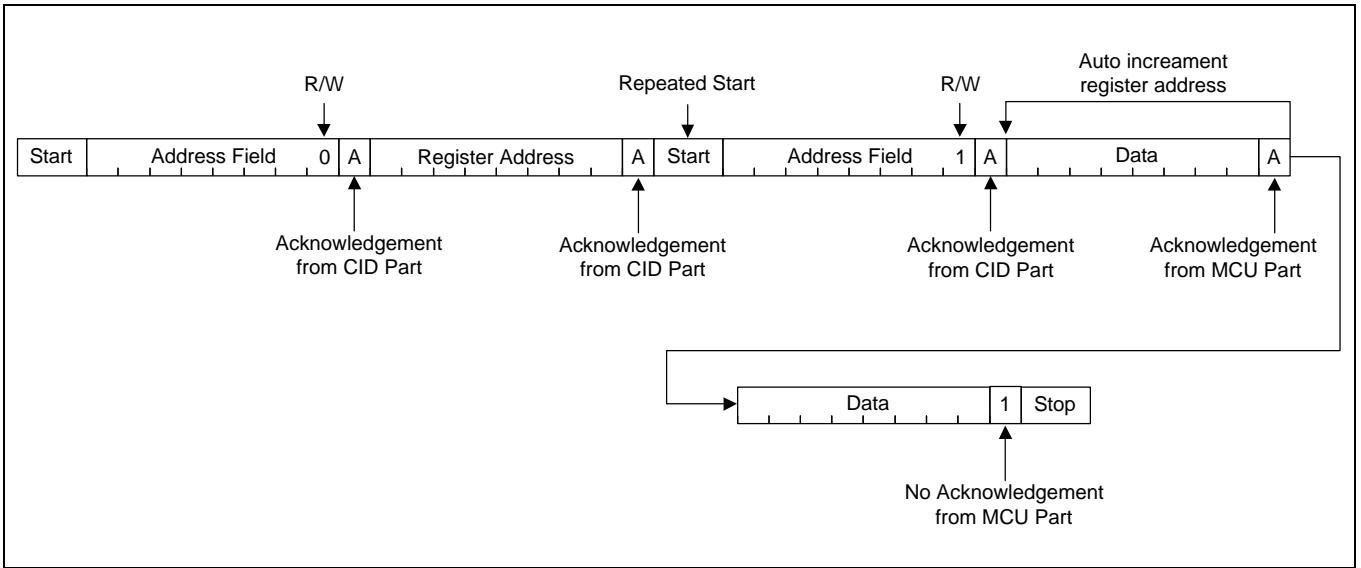 Auto increament
register address
R/W
Repeated Start
R/W
Start Address Field 0 A Register Address A Start Address Field 1 A Data A
Acknowledgement
from CID Part
Acknowledgement
from CID Part
Acknowledgement
from CID Part
Acknowledgement
from MCU Part
Data 1 Stop
No Acknowledgement
from MCU Part